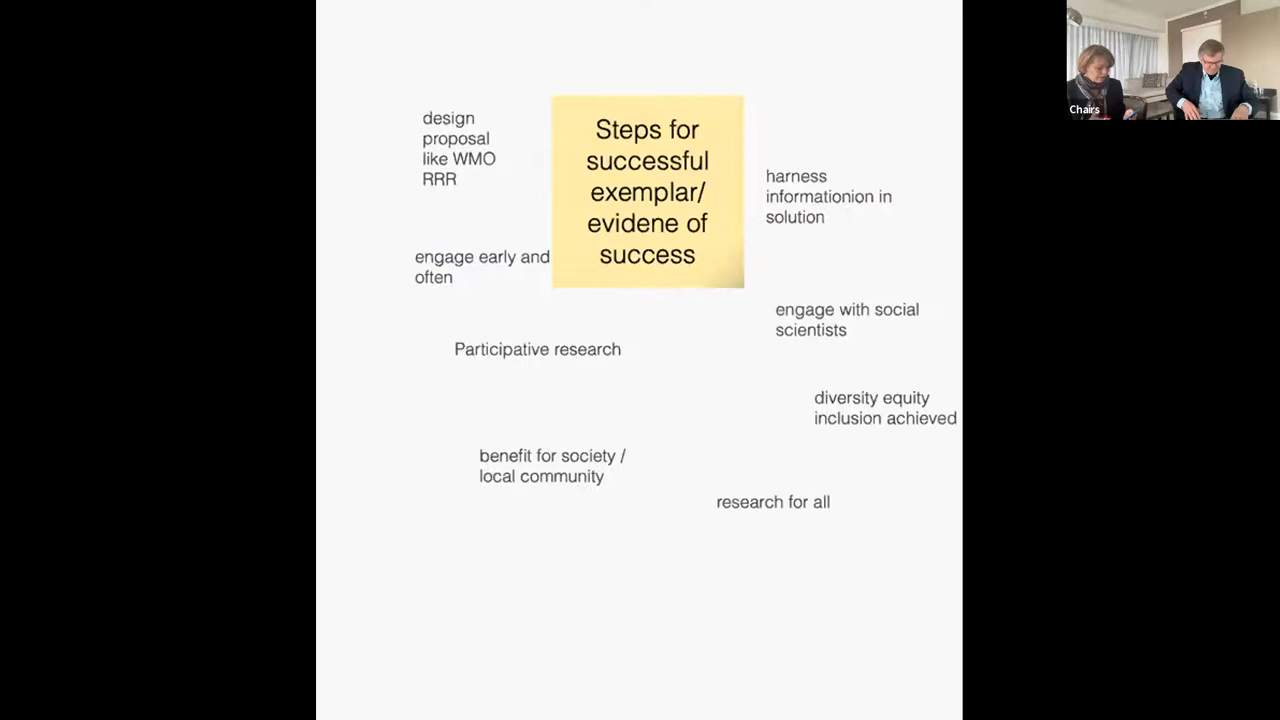 design
proposal
like WMO
RRR
Steps for
successful
exemplar/
evidene of
success
harness
informationion in
solution
engage early and
often
engage with social
scientists
Participative research
diversity equity
inclusion achieved
benefit for society /
local community
research for all
Chairs